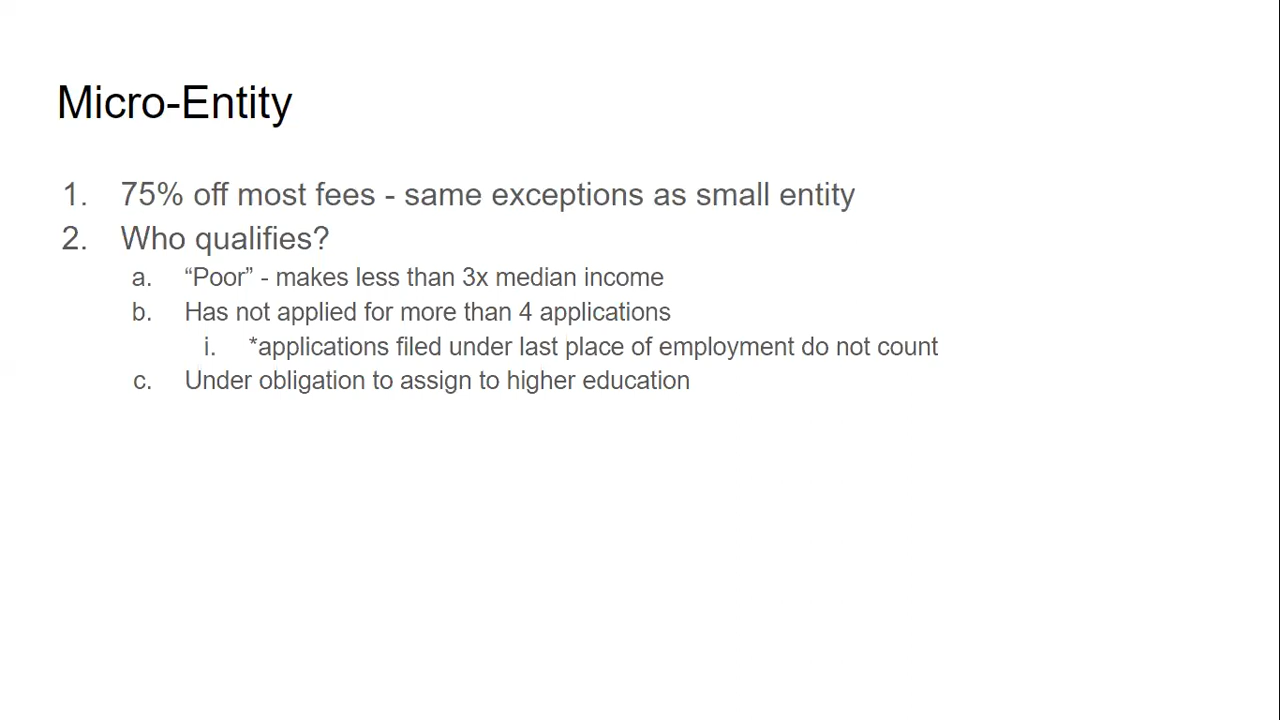 Micro-Entity
1. 75% off most fees - same exceptions as small entity
2. Who qualifies?
a. “Poor” - makes less than 3x median income
b. Has not applied for more than 4 applications
i. *applications filed under last place of employment do not count
c. Under obligation to assign to higher education